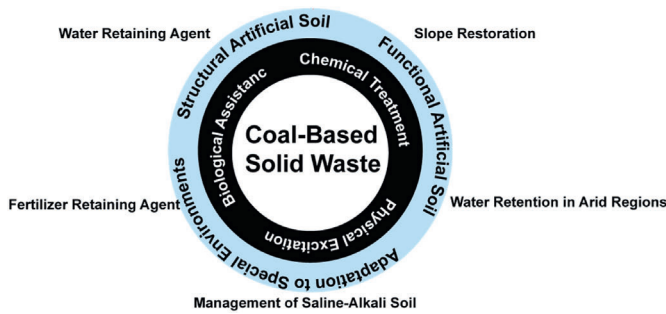 Water Retaining Agent
Structural Artificial Soil
Slope Restoration
Functional Artificial Soil
Chemical Treatment
Biological Assistanc
Coal-Based
Solid Waste
Physical Excitation
Fertilizer Retaining Agent
Water Retention in Arid Regions
Adaptation to Special Environments
Management of Saline-Alkali Soil